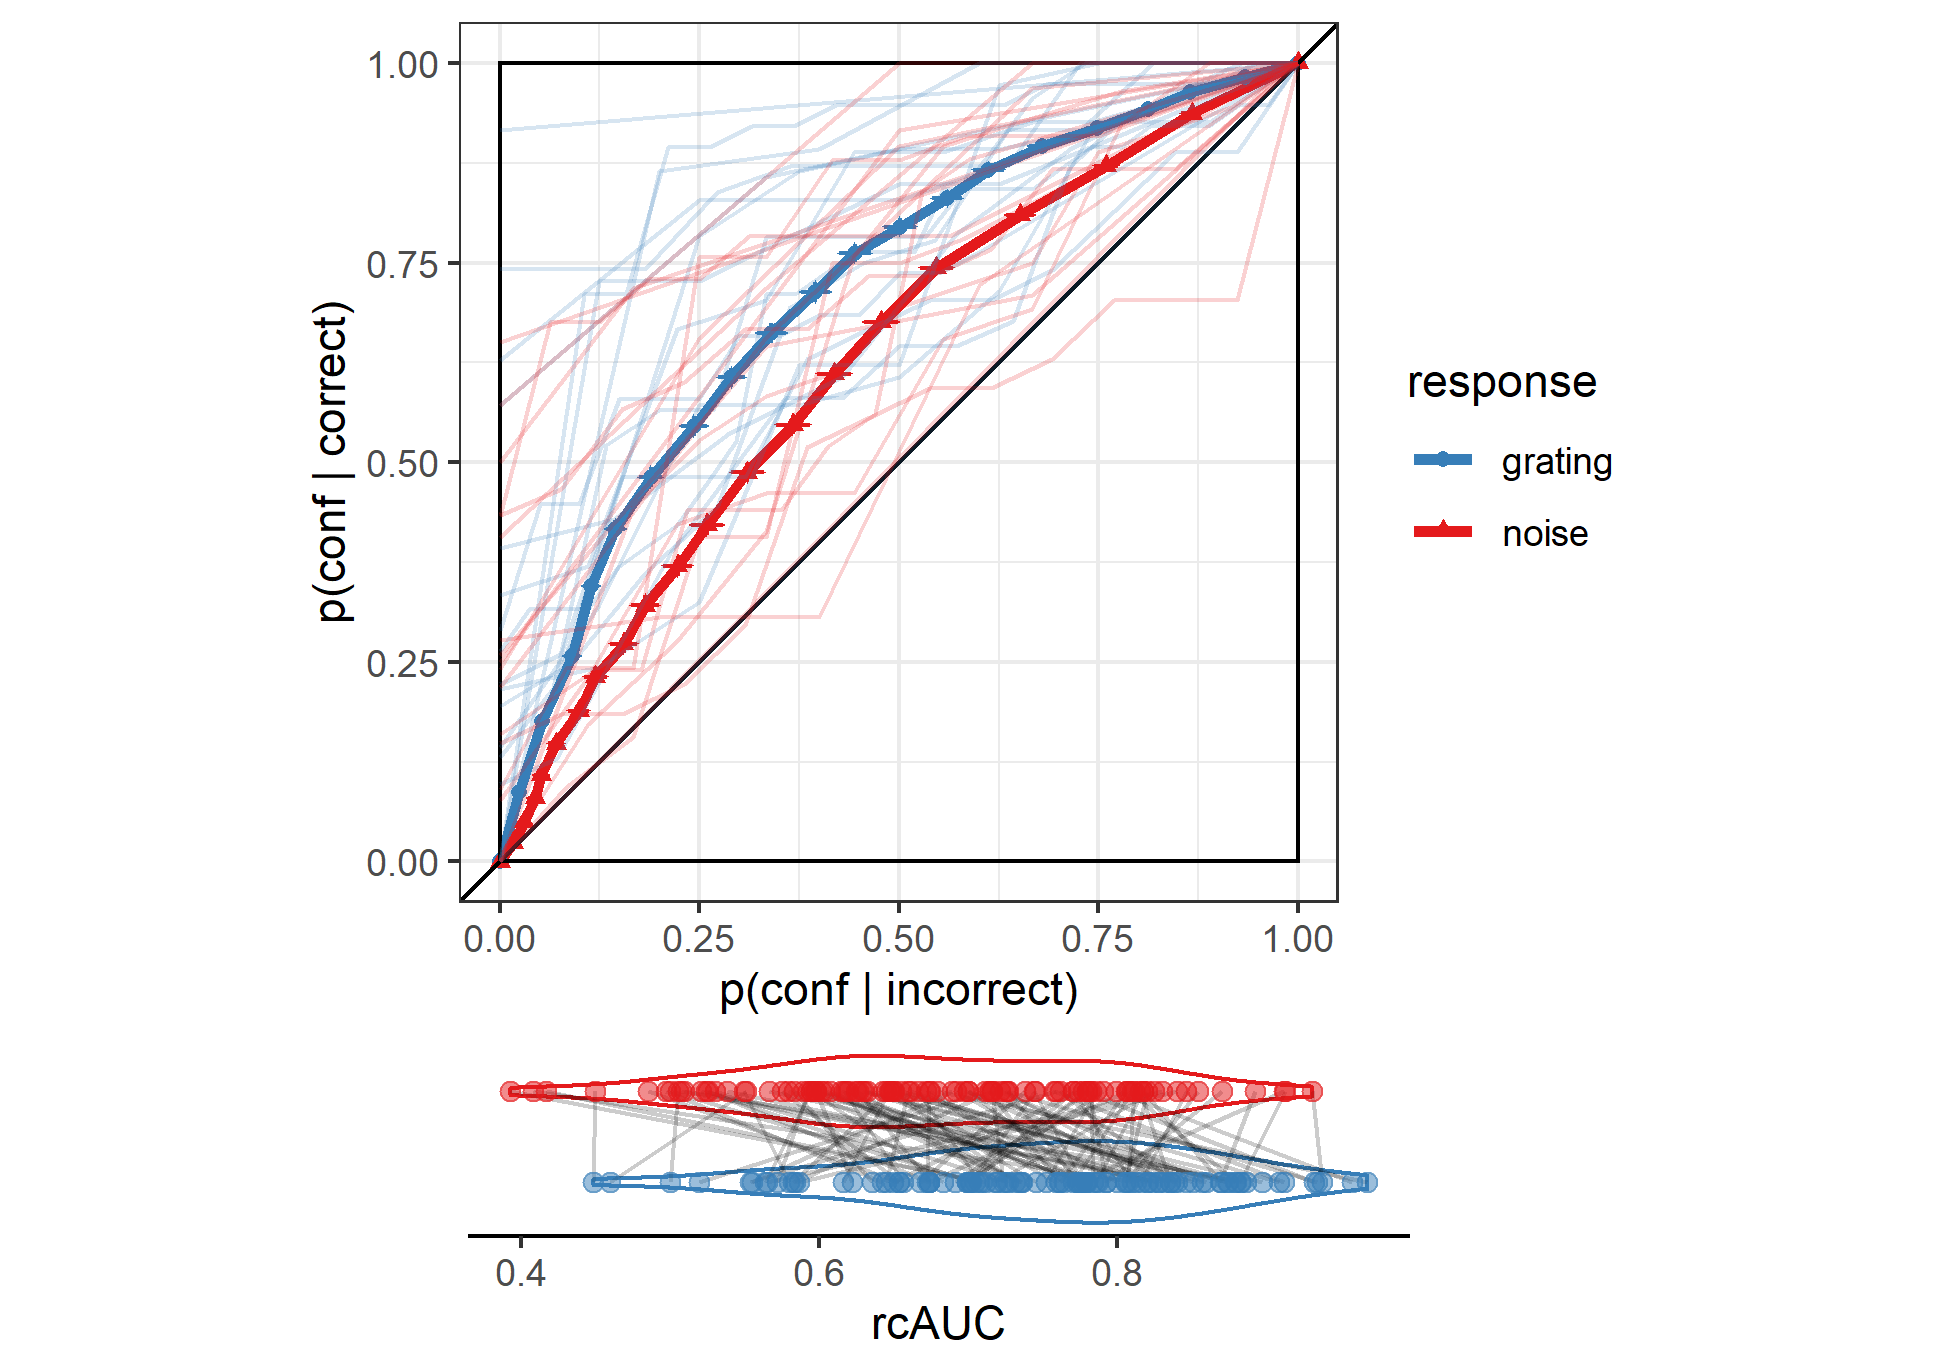 1.00
0.75
0.50
0.25
0.00
p(conf | correct)
0.00 0.25 0.50 0.75 1.00
p(conf | incorrect)
response
grating
noise
0.4 0.6 0.8
rcAUC